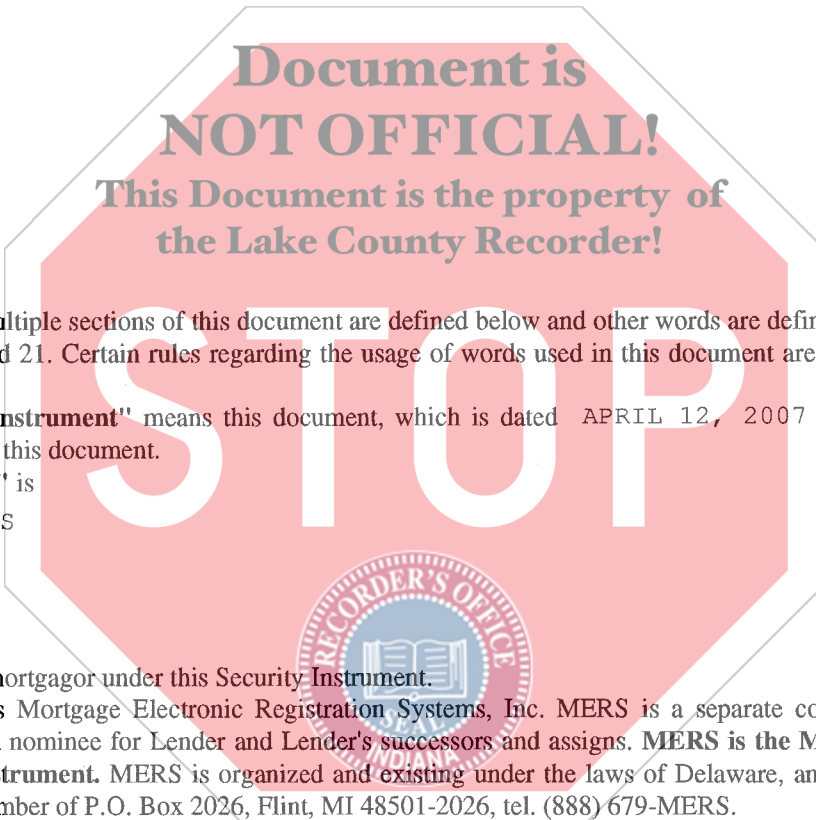 Document is
NOT OFFICIAL!
This Document is the property of
the Lake County Recorder!
STOP
ultiple sections of this document are defined below and other words are defin
d 21. Certain rules regarding the usage of words used in this document are
nstrument" means this document, which is dated APRIL 12, 2007
this document.
" is
S
RECORDER'S OFFICE
SEAL
INDIANA
ortgagor under this Security Instrument.
s Mortgage Electronic Registration Systems, Inc. MERS is a separate co
nominee for Lender and Lender's successors and assigns. MERS is the M
trument. MERS is organized and existing under the laws of Delaware, an
mber of P.O. Box 2026, Flint, MI 48501-2026, tel. (888) 679-MERS.